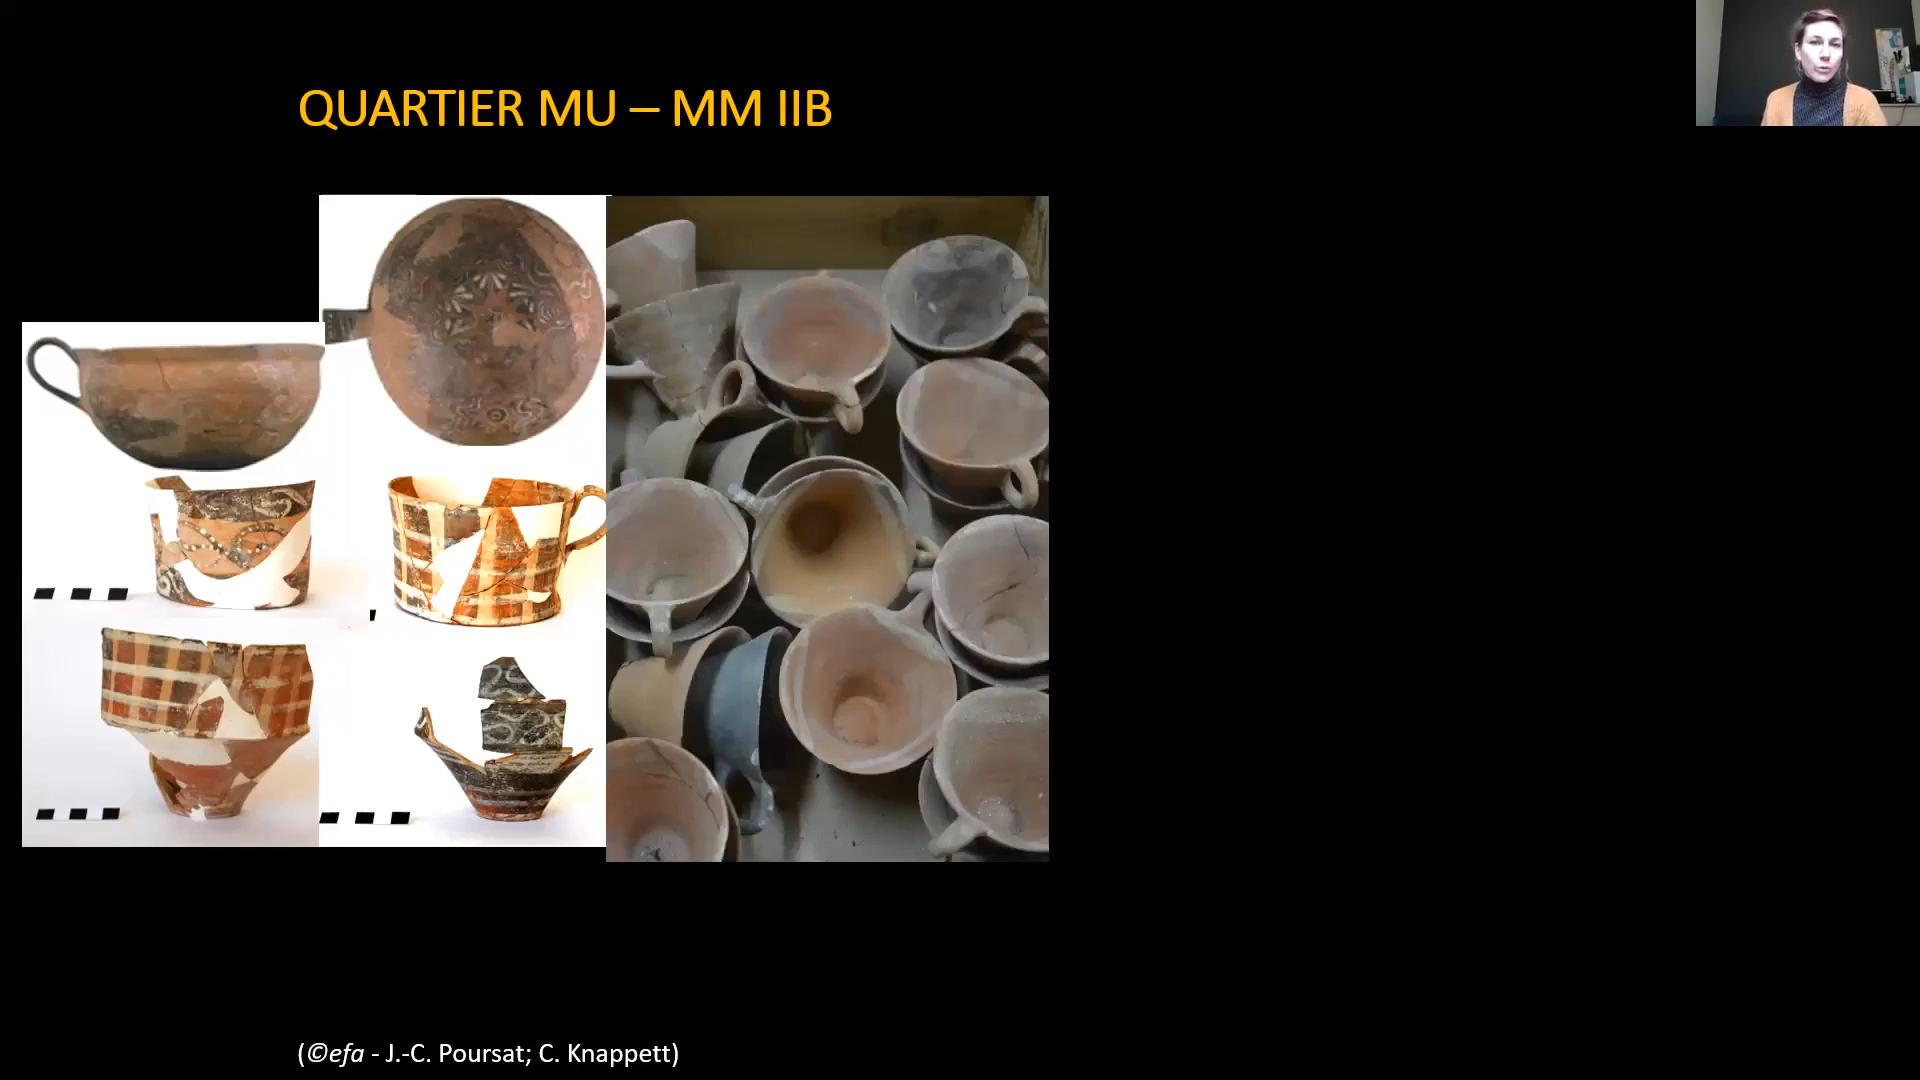 QUARTIER MU – MM IIB
(©efa - J.-C. Poursat; C. Knappett)